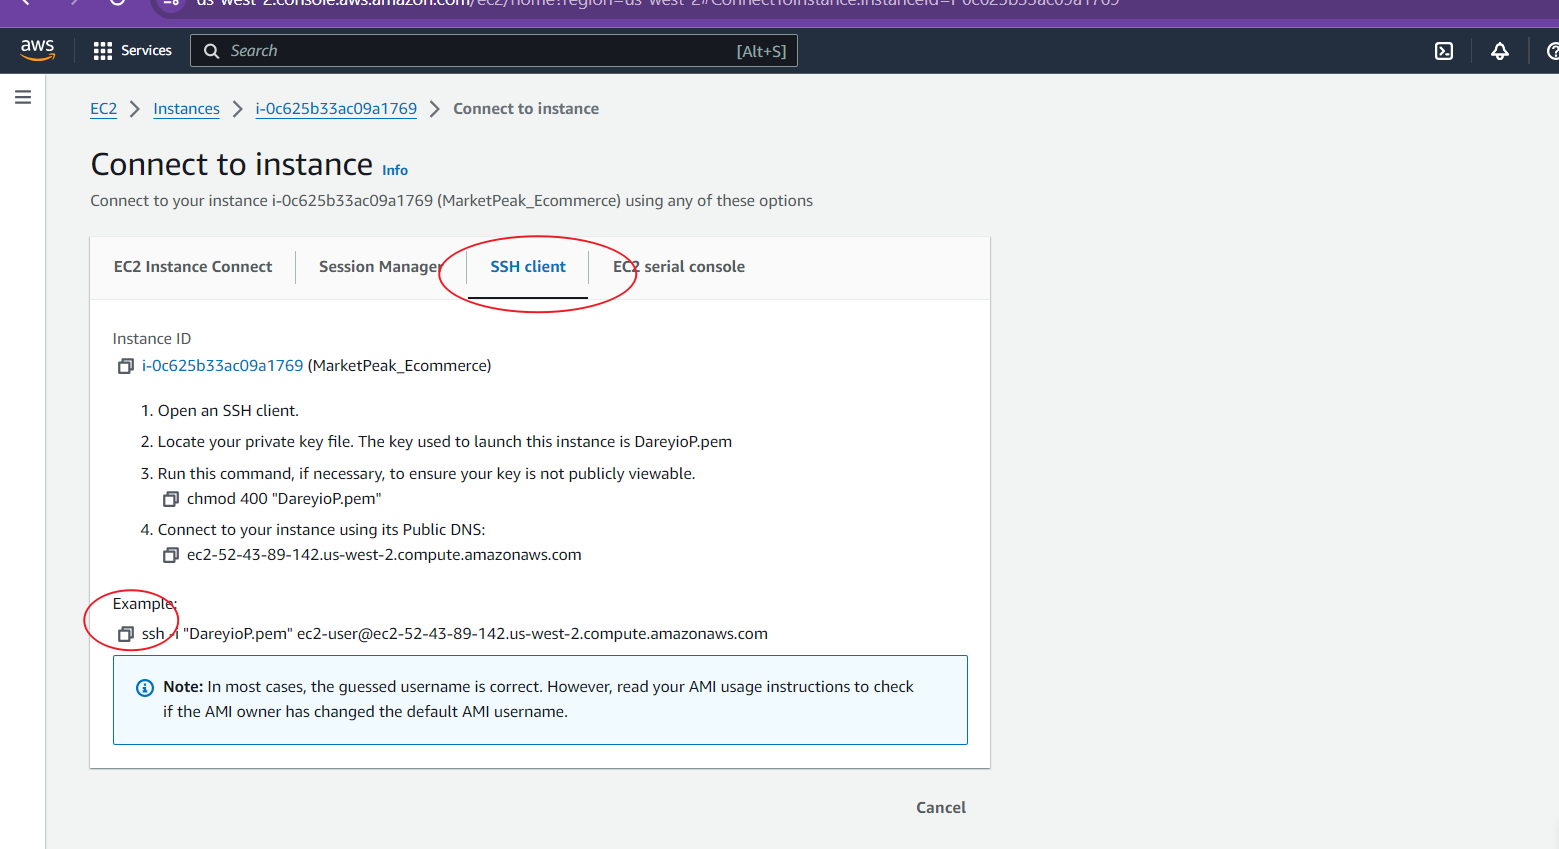 us-west-2.console.aws.amazon.com/ec2/home?region=us-west-2#ConnectToInstance:instanceId=i-0c625b33ac09a1769
aws Services Search [Alt+S]
EC2 Instances i-0c625b33ac09a1769 Connect to instance
Connect to instance Info
Connect to your instance i-0c625b33ac09a1769 (MarketPeak_Ecommerce) using any of these options
EC2 Instance Connect Session Manager SSH client EC2 serial console
Instance ID
i-0c625b33ac09a1769 (MarketPeak_Ecommerce)
1. Open an SSH client.
2. Locate your private key file. The key used to launch this instance is DareyioP.pem
3. Run this command, if necessary, to ensure your key is not publicly viewable.
chmod 400 "DareyioP.pem"
4. Connect to your instance using its Public DNS:
ec2-52-43-89-142.us-west-2.compute.amazonaws.com
Example:
ssh -i "DareyioP.pem" ec2-user@ec2-52-43-89-142.us-west-2.compute.amazonaws.com
Note: In most cases, the guessed username is correct. However, read your AMI usage instructions to check
if the AMI owner has changed the default AMI username.
Cancel